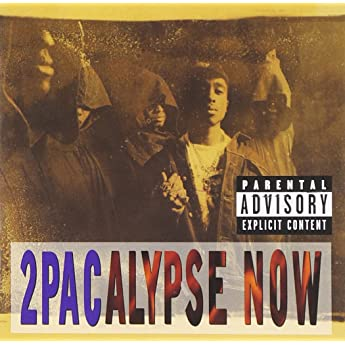 PARENTAL
ADVISORY
EXPLICIT CONTENT
2PACALYPSE NOW